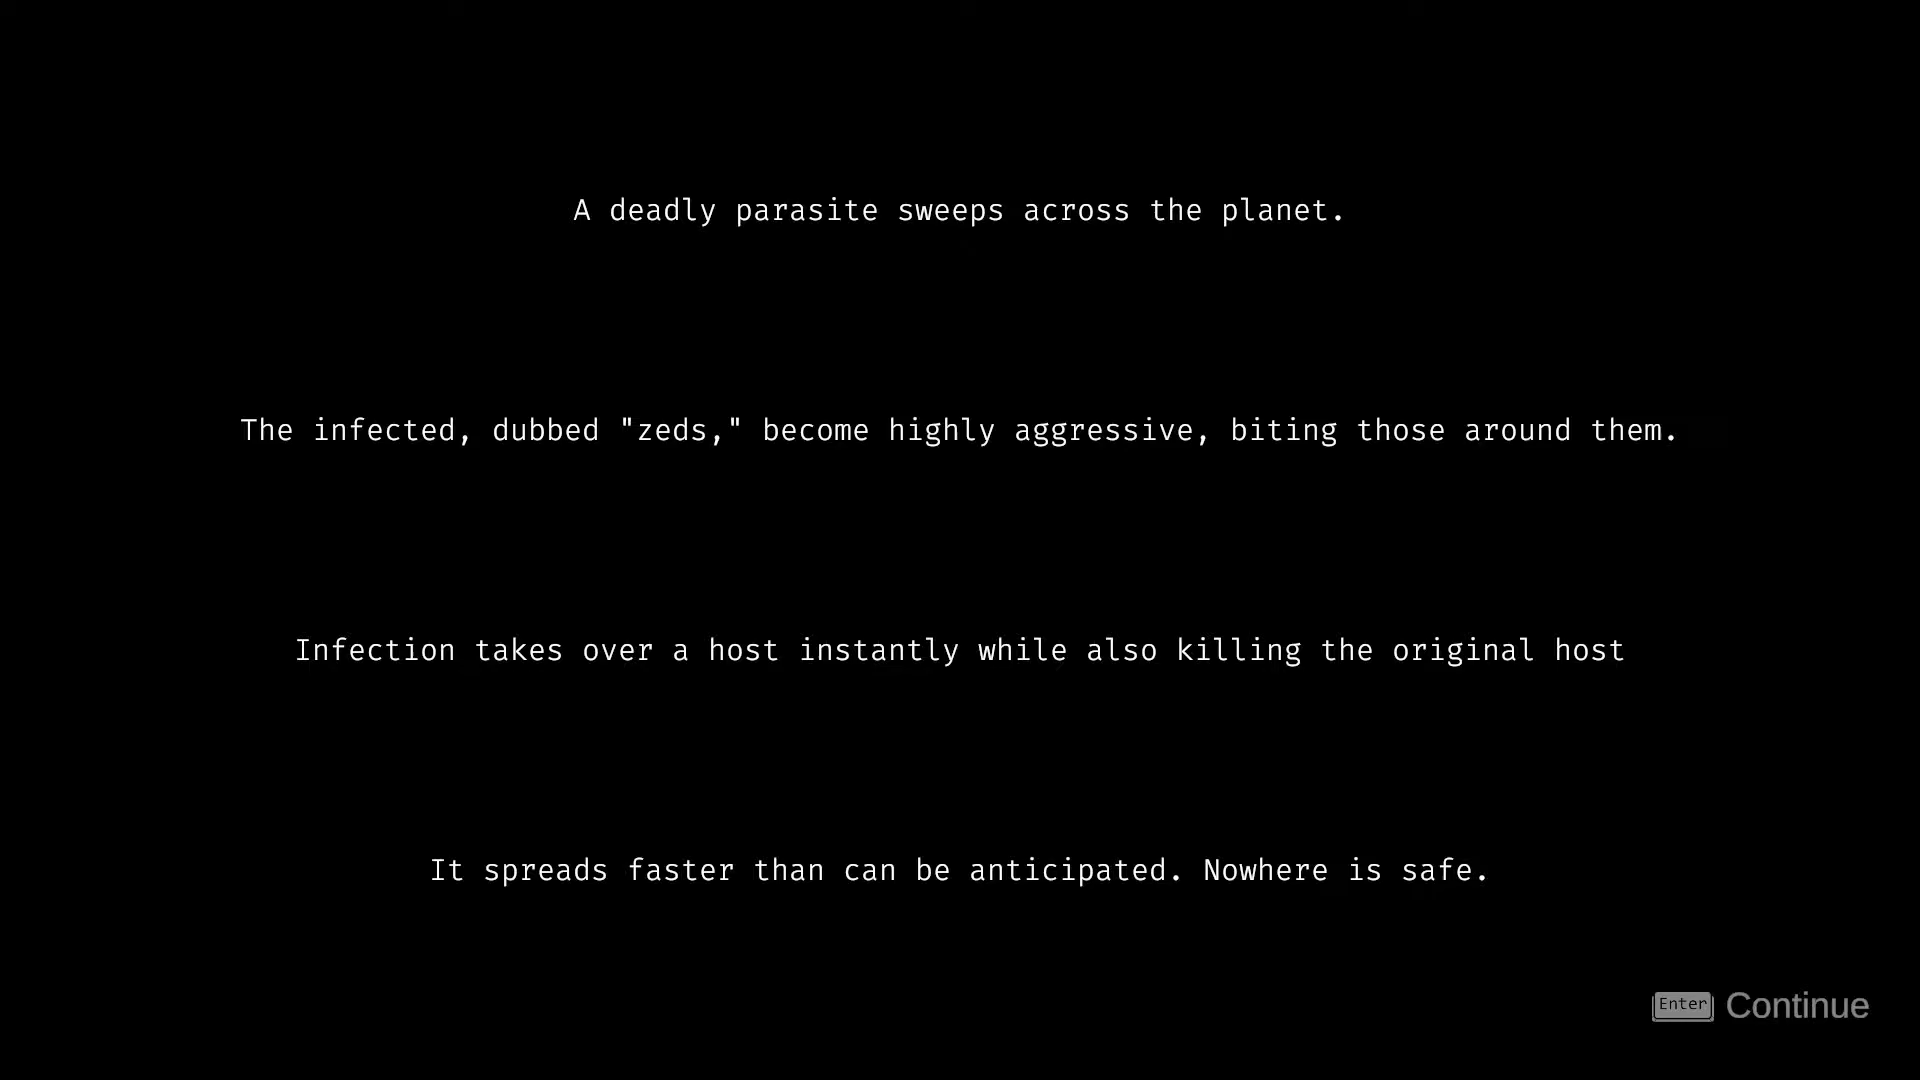 A deadly parasite sweeps across the planet.
The infected, dubbed "zeds," become highly aggressive, biting those around them.
Infection takes over a host instantly while also killing the original host
It spreads faster than can be anticipated. Nowhere is safe.
Enter Continue